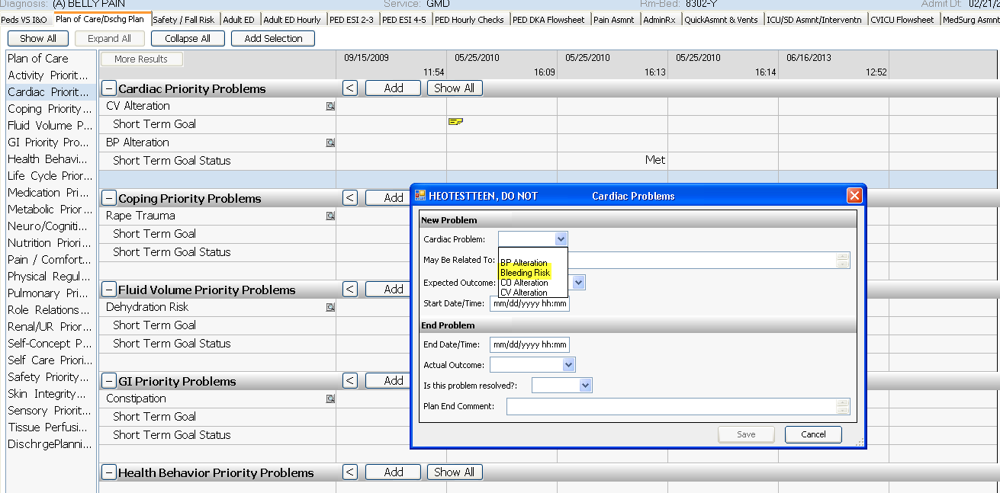 Diagnosis: (A) BELLY PAIN Service: GMD Rm-Bed: 8302-Y Admit Dt: 02/21/2
Peds VS I&O Plan of Care/Dschg Plan Safety / Fall Risk Adult ED Adult ED Hourly PED ESI 2-3 PED ESI 4-5 PED Hourly Checks PED DKA Flowsheet Pain Asmnt AdminRx QuickAsmnt & Vents ICU/SD Asmnt/Interventn CVICU Flowsheet MedSurg Asmnt
Show All Expand All Collapse All Add Selection
Plan of Care
Activity Priorit...
Cardiac Priorit...
Coping Priority...
Fluid Volume P...
GI Priority Pro...
Health Behavi...
Life Cycle Prior...
Medication Pri...
Metabolic Prior...
Neuro/Cogniti...
Nutrition Priori...
Pain / Comfort...
Physical Regul...
Pulmonary Pri...
Role Relations...
Renal/UR Prior...
Self-Concept P...
Self Care Priori...
Safety Priority...
Skin Integrity...
Sensory Priorit...
Tissue Perfusi...
DischrgePlanni...
More Results 09/15/2009 05/25/2010 05/25/2010 05/25/2010 06/16/2013
11:54 16:09 16:13 16:14 12:52
− Cardiac Priority Problems < Add Show All
CV Alteration
Short Term Goal
BP Alteration
Short Term Goal Status Met
− Coping Priority Problems < Add
Rape Trauma
Short Term Goal
Short Term Goal Status
− Fluid Volume Priority Problems < Add
Dehydration Risk
Short Term Goal
Short Term Goal Status
− GI Priority Problems < Add
Constipation
Short Term Goal
Short Term Goal Status
− Health Behavior Priority Problems < Add Show All
HEOTESTTEEN, DO NOT Cardiac Problems
New Problem
Cardiac Problem:
May Be Related To:
BP Alteration
Bleeding Risk
CO Alteration
CV Alteration
Expected Outcome:
Start Date/Time: mm/dd/yyyy hh:mm
End Problem
End Date/Time: mm/dd/yyyy hh:mm
Actual Outcome:
Is this problem resolved?:
Plan End Comment:
Save Cancel